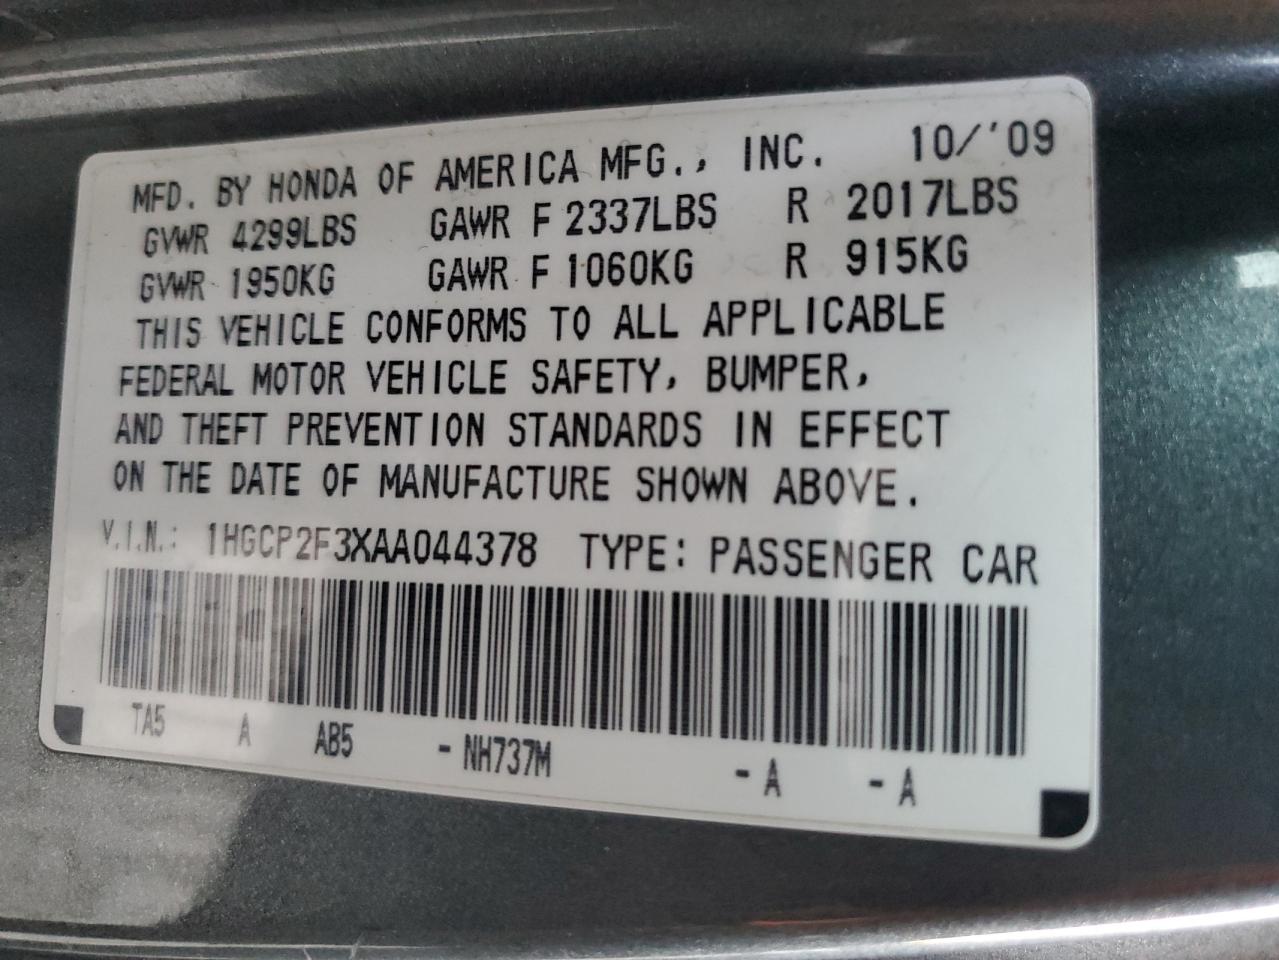 MFD. BY HONDA OF AMERICA MFG., INC. 10/'09
GVWR 4299LBS GAWR F 2337LBS R 2017LBS
GVWR 1950KG GAWR F 1060KG R 915KG
THIS VEHICLE CONFORMS TO ALL APPLICABLE
FEDERAL MOTOR VEHICLE SAFETY, BUMPER,
AND THEFT PREVENTION STANDARDS IN EFFECT
ON THE DATE OF MANUFACTURE SHOWN ABOVE.
V.I.N.: 1HGCP2F3XAA044378 TYPE: PASSENGER CAR
TA5 A AB5 - NH737M - A - A